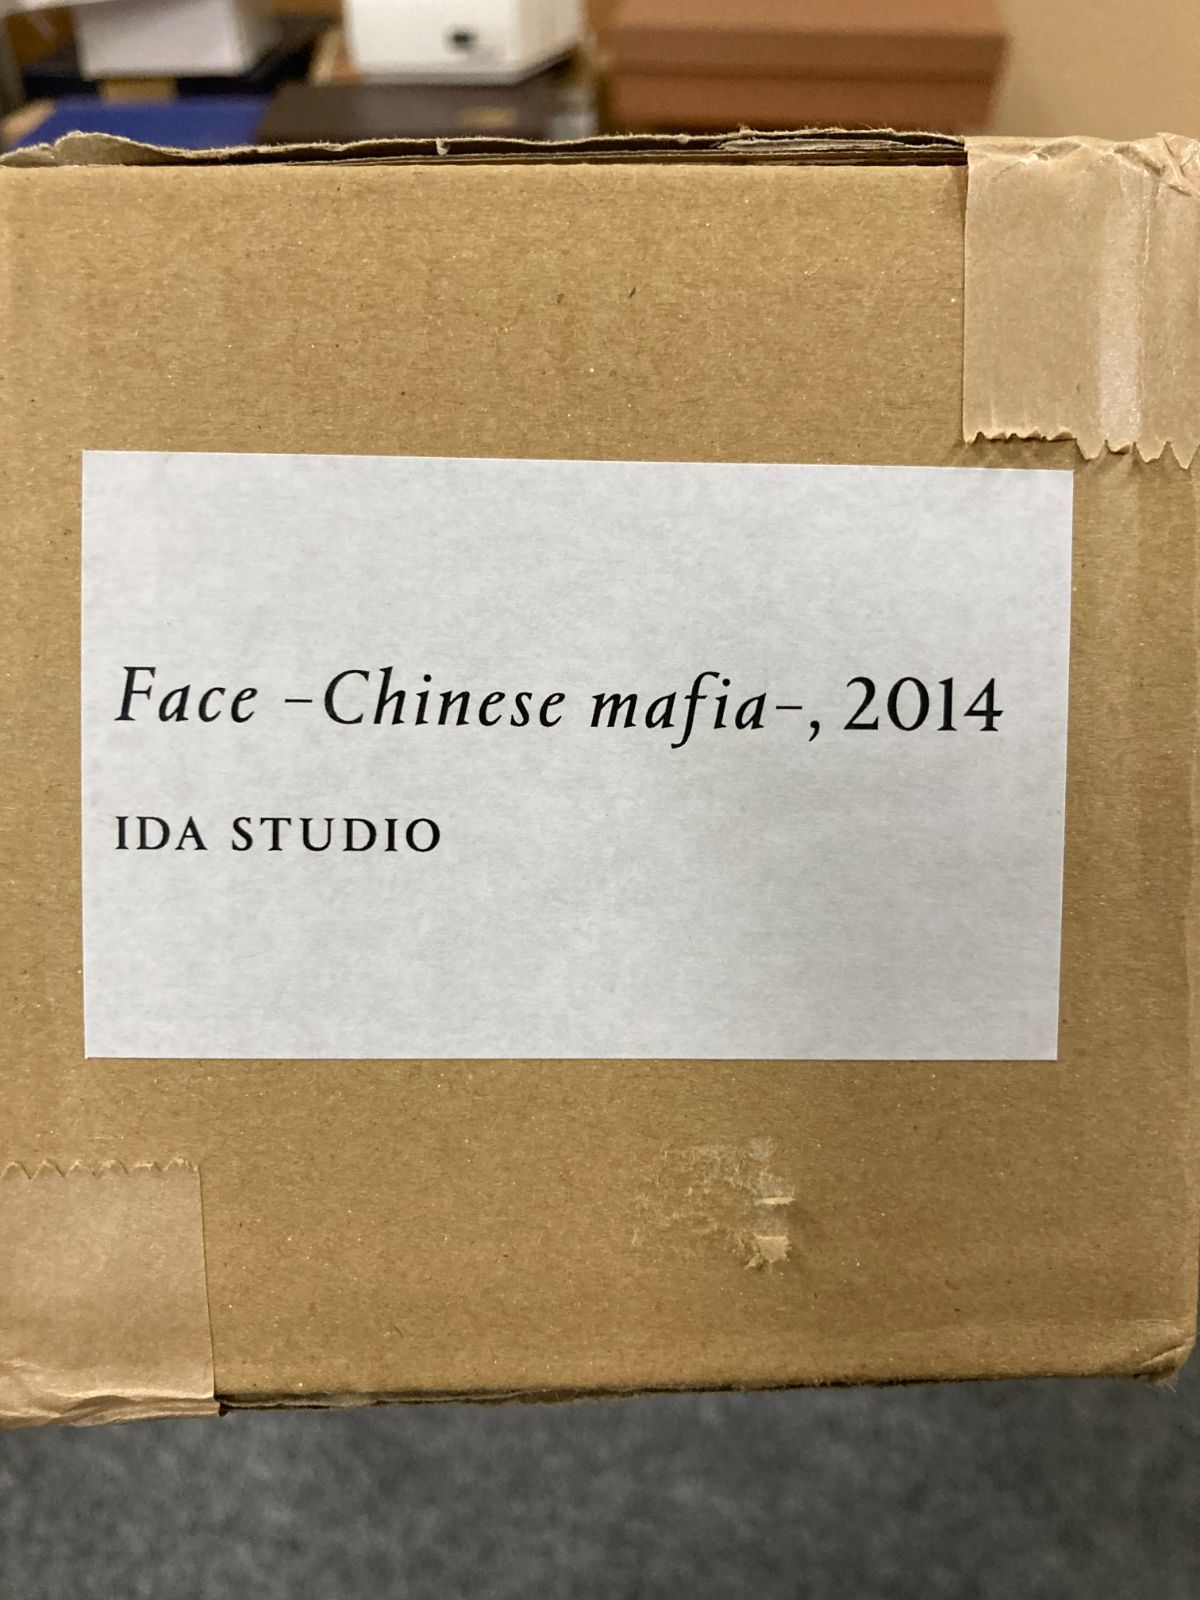 Face –Chinese mafia–, 2014
IDA STUDIO